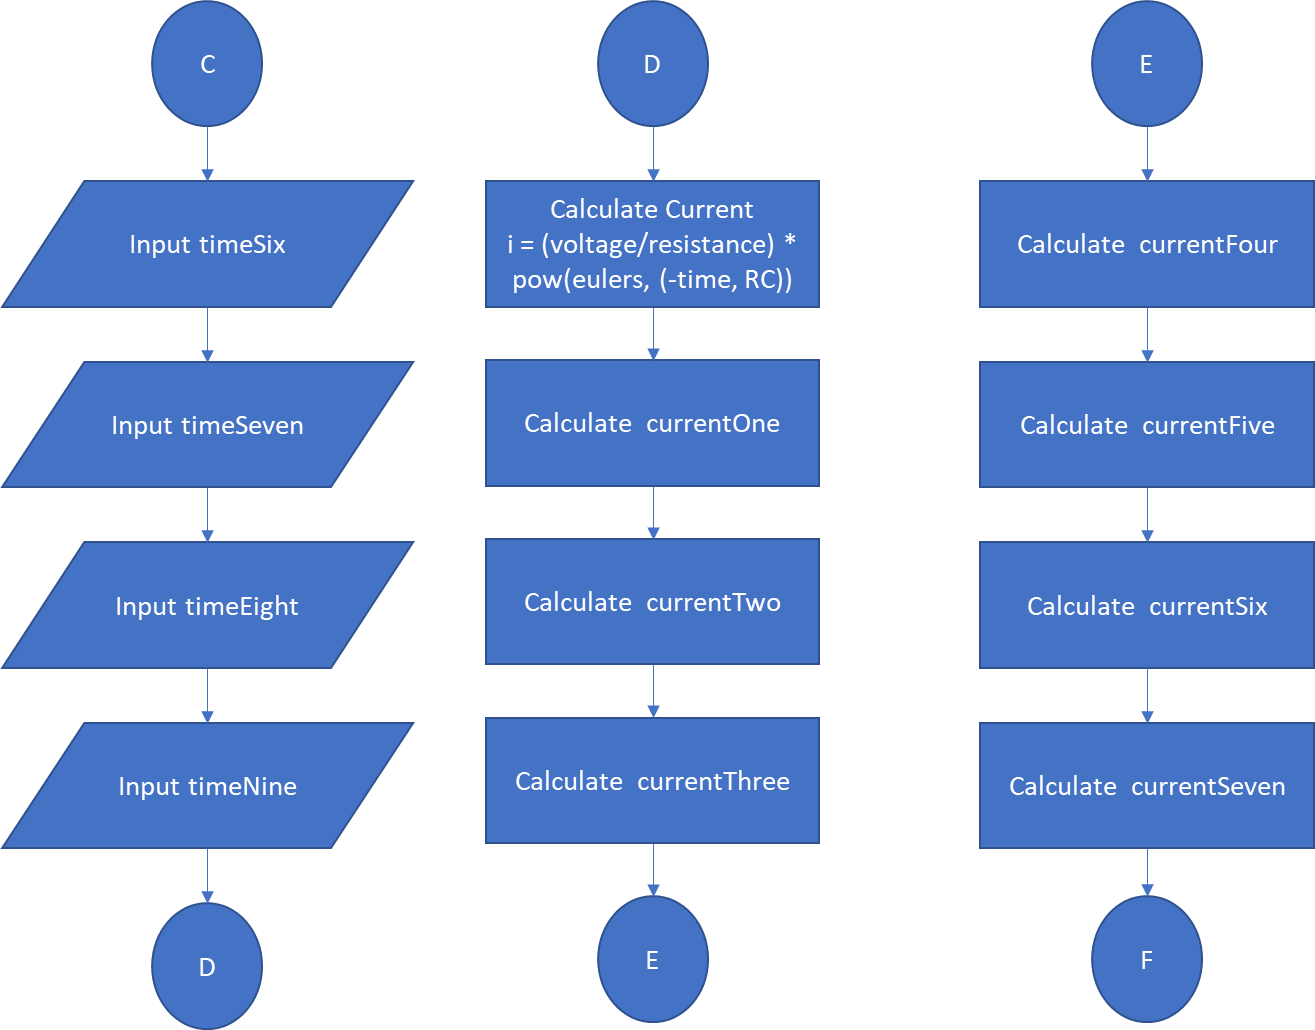 C
Input timeSix
Input timeSeven
Input timeEight
Input timeNine
D
D
Calculate Current
i = (voltage/resistance) *
pow(eulers, (-time, RC))
Calculate currentOne
Calculate currentTwo
Calculate currentThree
E
E
Calculate currentFour
Calculate currentFive
Calculate currentSix
Calculate currentSeven
F